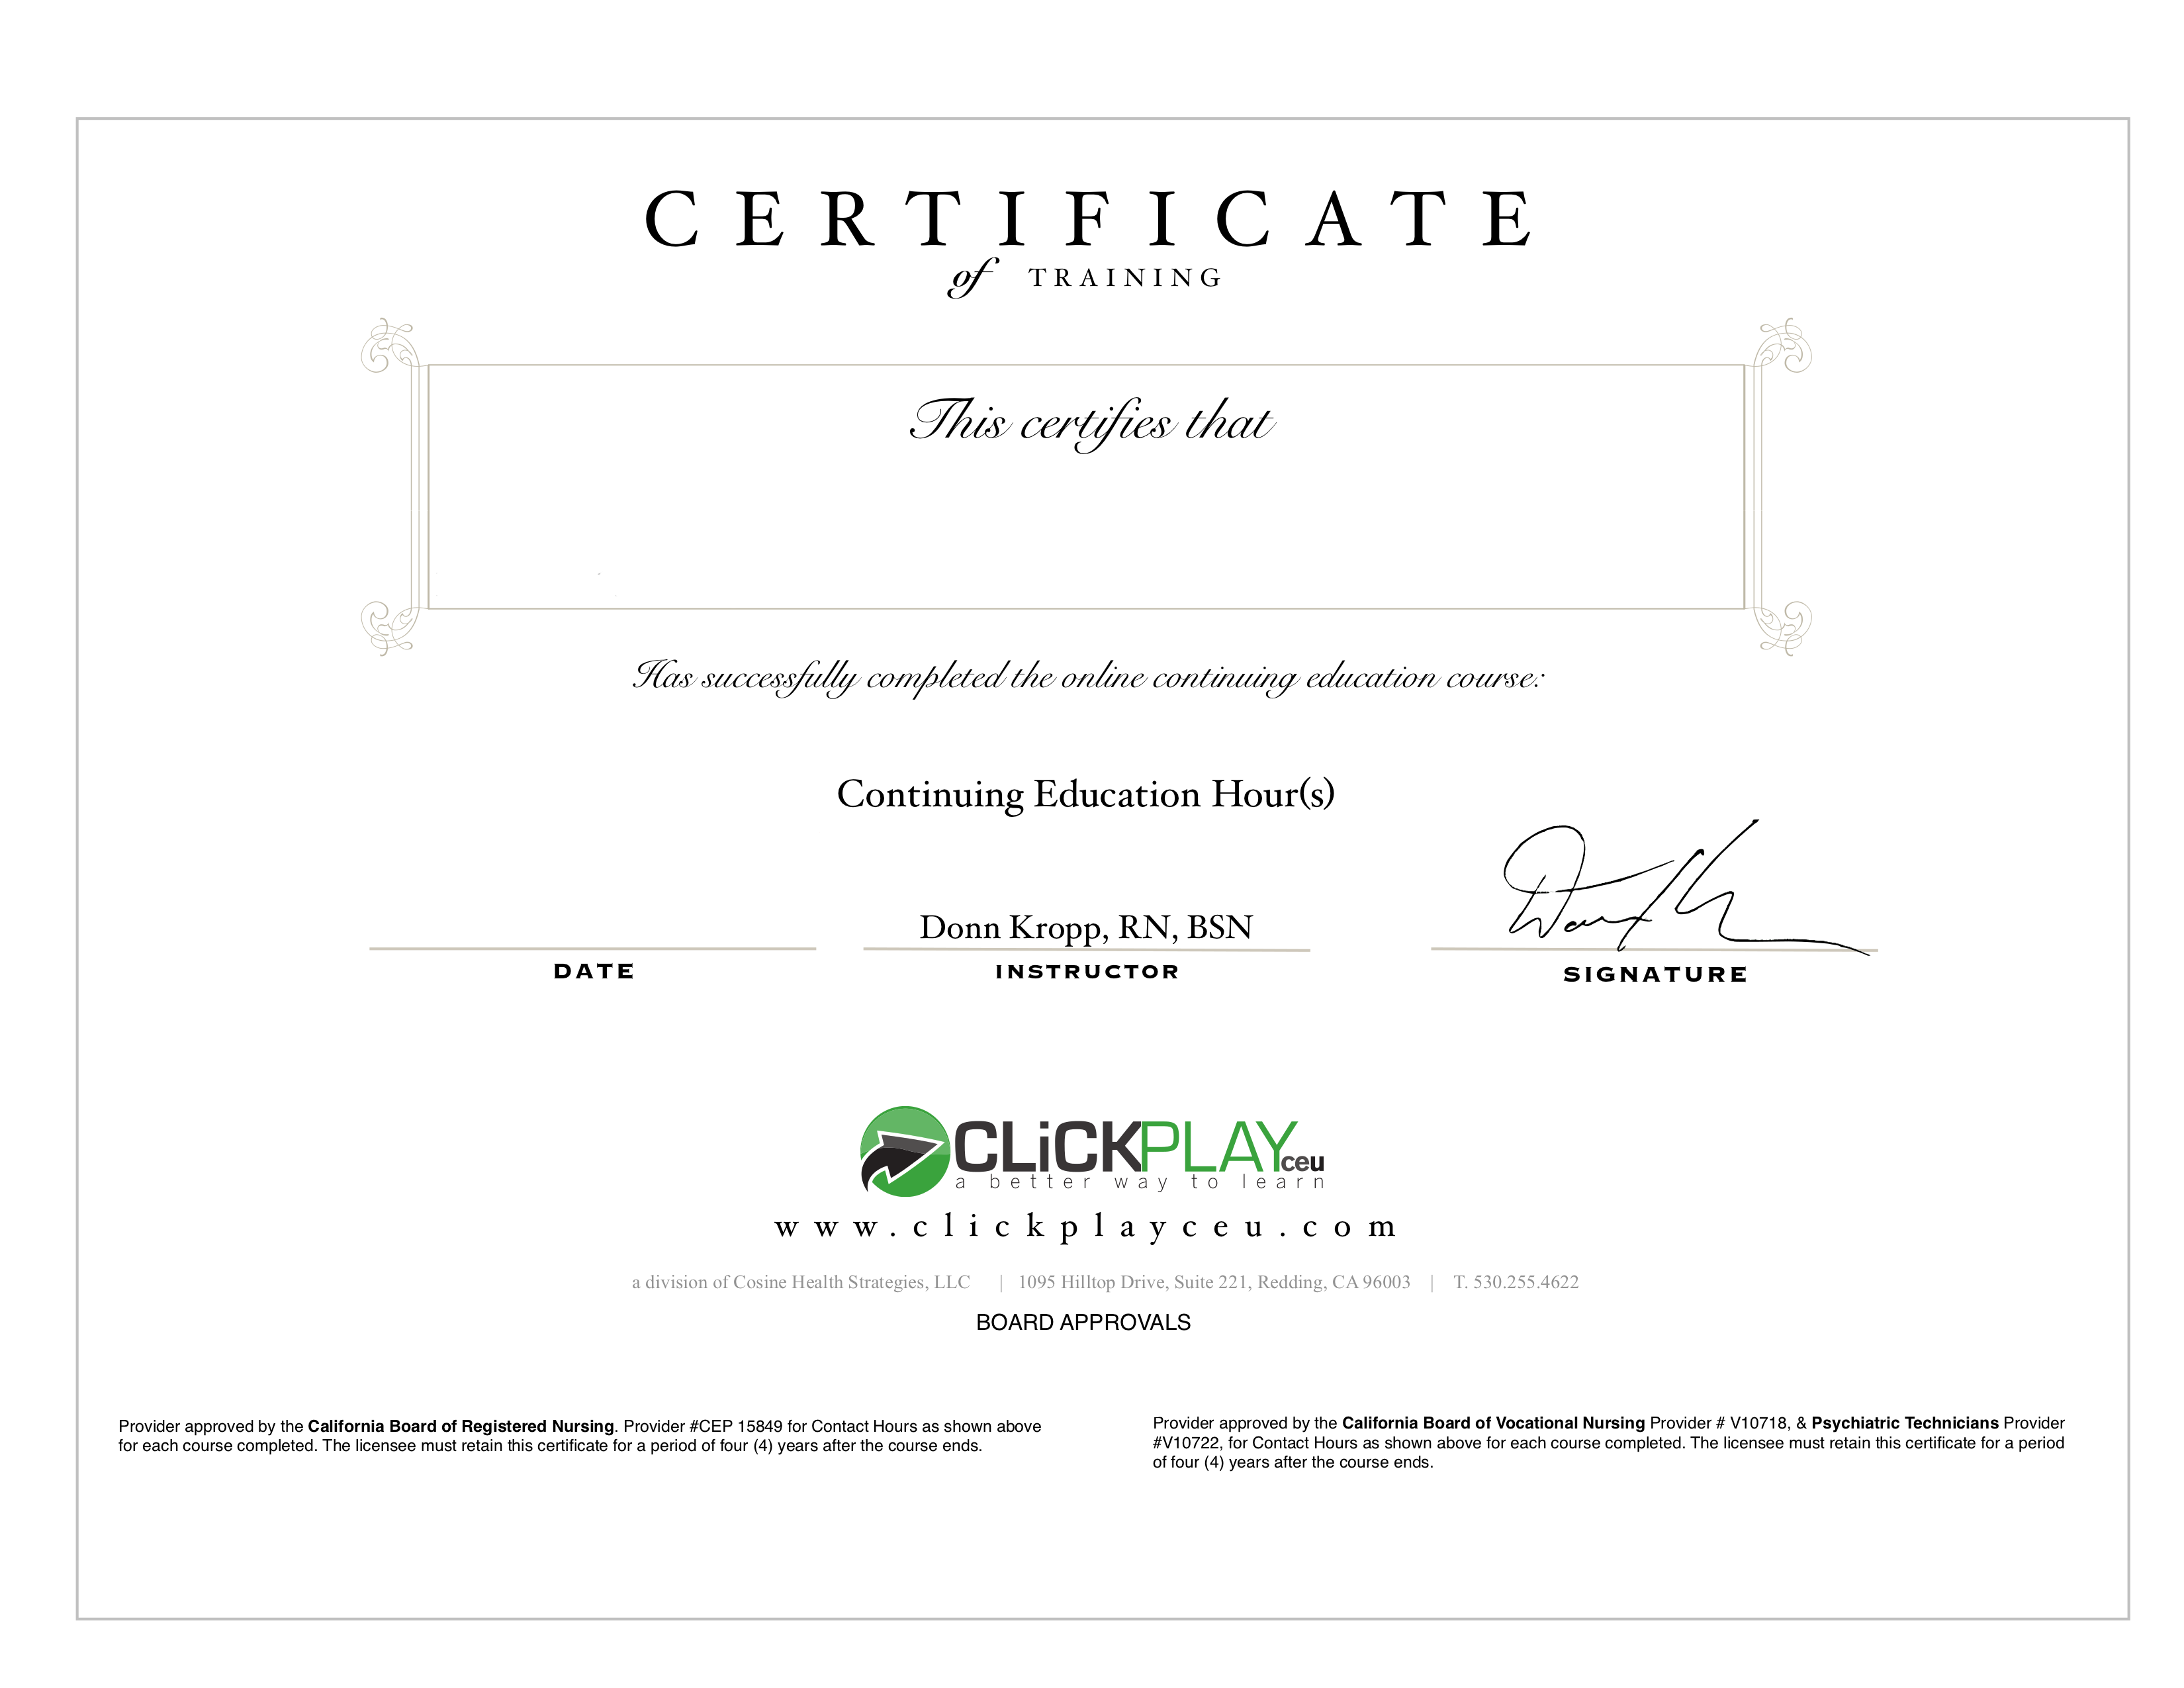 CERTIFICATE
of TRAINING
This certifies that
Has successfully completed the online continuing education course:
Continuing Education Hour(s)
Donn Kropp, RN, BSN
DATE
INSTRUCTOR
SIGNATURE
CLiCKPLAYceu
a better way to learn
www.clickplayceu.com
a division of Cosine Health Strategies, LLC | 1095 Hilltop Drive, Suite 221, Redding, CA 96003 | T. 530.255.4622
BOARD APPROVALS
Provider approved by the California Board of Registered Nursing. Provider #CEP 15849 for Contact Hours as shown above
for each course completed. The licensee must retain this certificate for a period of four (4) years after the course ends.
Provider approved by the California Board of Vocational Nursing Provider # V10718, & Psychiatric Technicians Provider
#V10722, for Contact Hours as shown above for each course completed. The licensee must retain this certificate for a period
of four (4) years after the course ends.